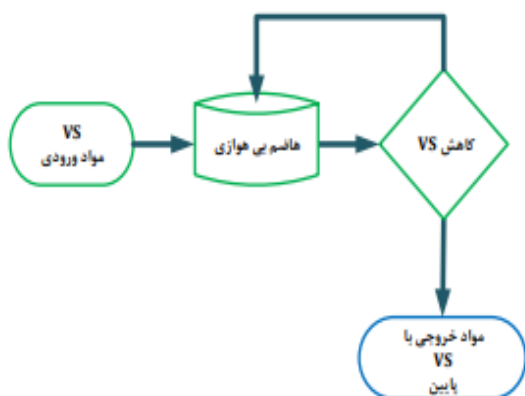 VS
مواد ورودی
هاضم بی هوازی
کاهش VS
مواد خروجی با
VS
پایین